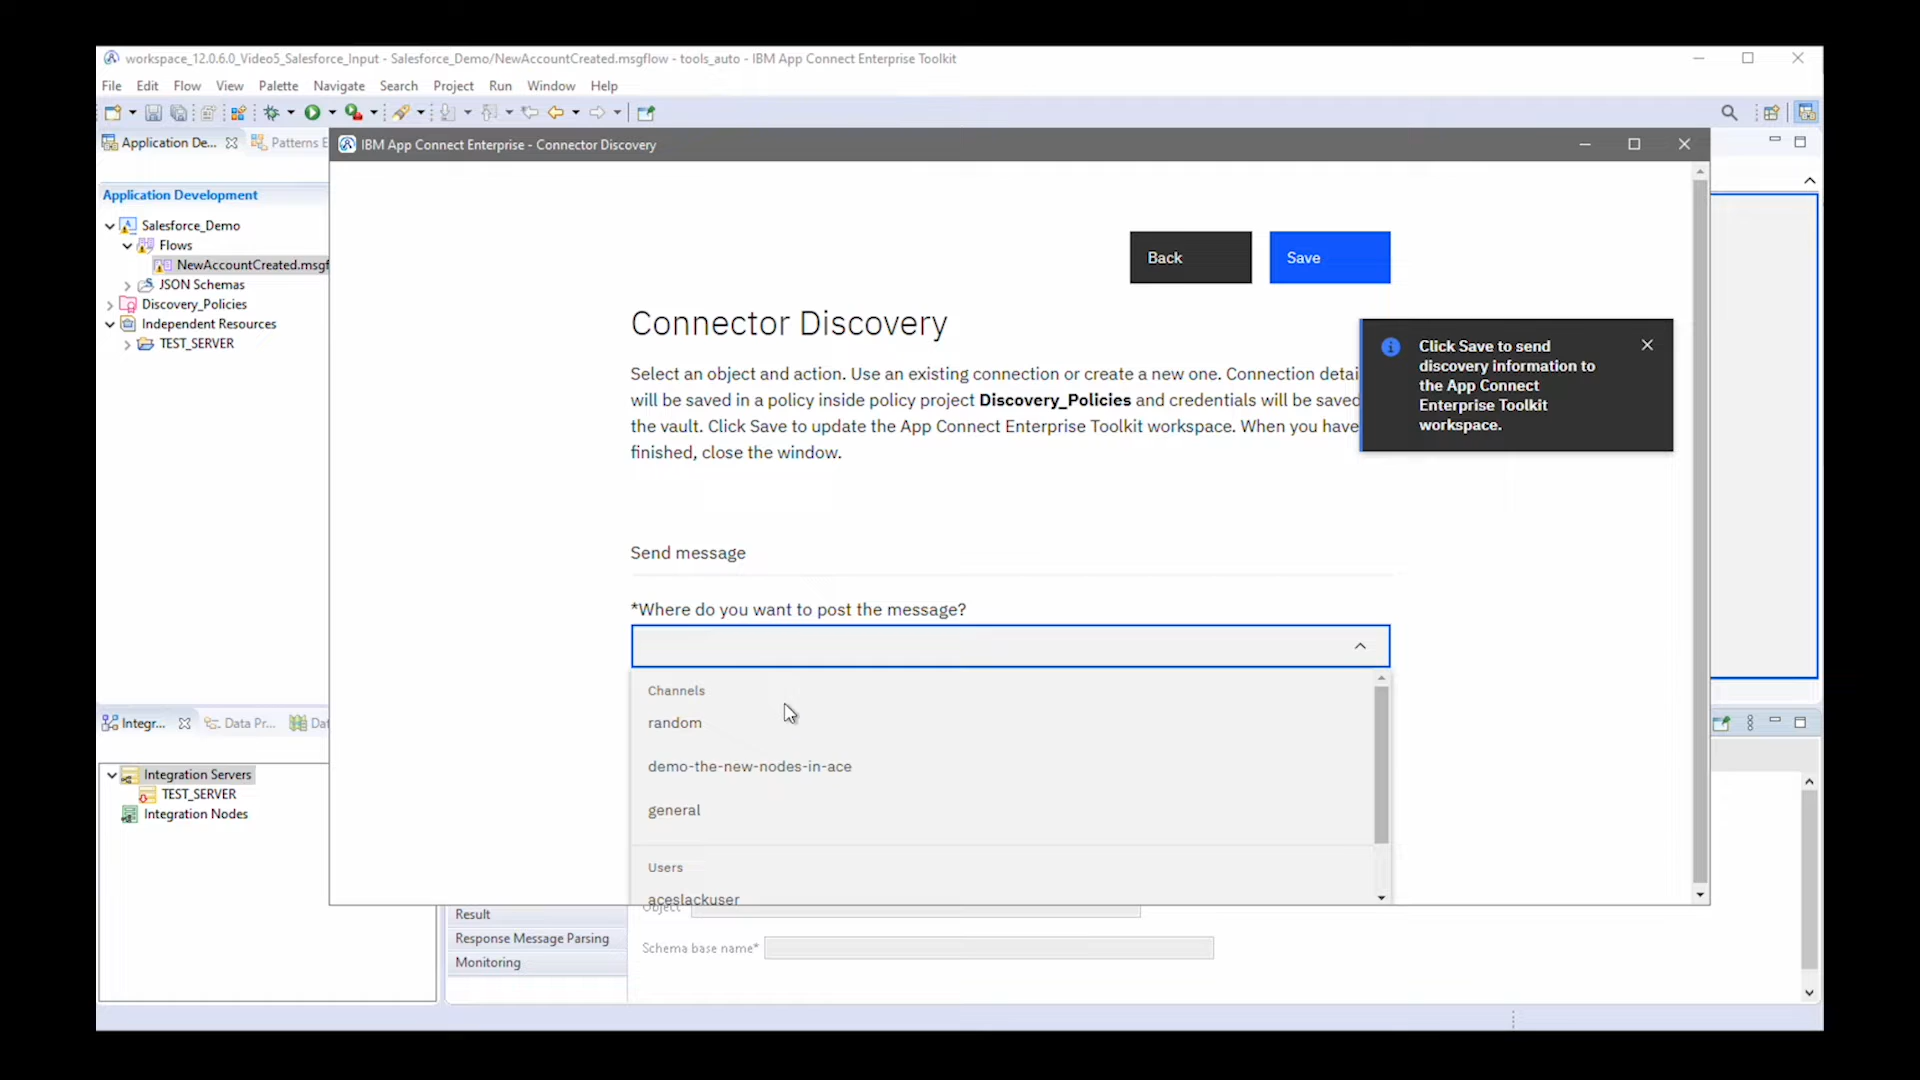 workspace_12.0.6.0_Video5_Salesforce_Input - Salesforce_Demo/NewAccountCreated.msgflow - tools_auto - IBM App Connect Enterprise Toolkit
File Edit Flow View Palette Navigate Search Project Run Window Help
Application De... Patterns E
IBM App Connect Enterprise - Connector Discovery
Application Development
Salesforce_Demo
Flows
NewAccountCreated.msgf
JSON Schemas
Discovery_Policies
Independent Resources
TEST_SERVER
Back
Save
Connector Discovery
Select an object and action. Use an existing connection or create a new one. Connection detai
will be saved in a policy inside policy project Discovery_Policies and credentials will be saved
the vault. Click Save to update the App Connect Enterprise Toolkit workspace. When you have
finished, close the window.
Click Save to send
discovery information to
the App Connect
Enterprise Toolkit
workspace.
Send message
*Where do you want to post the message?
Channels
random
demo-the-new-nodes-in-ace
general
Users
aceslackuser
Integr... Data Pr... Dat
Integration Servers
TEST_SERVER
Integration Nodes
Result
Response Message Parsing
Monitoring
Object
Schema base name*